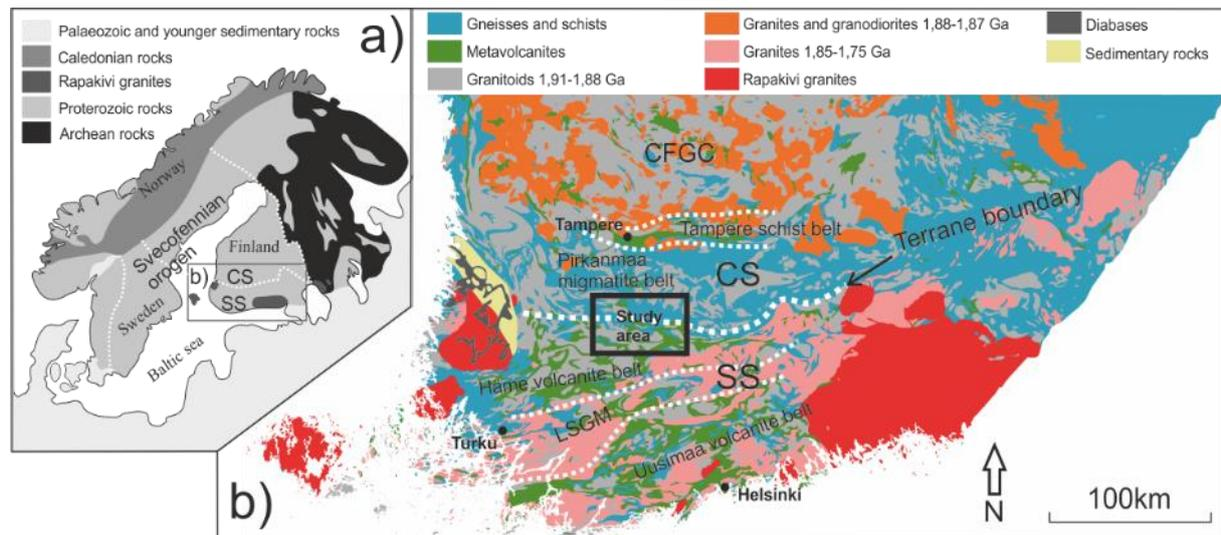 a)
Palaeozoic and younger sedimentary rocks
Caledonian rocks
Rapakivi granites
Proterozoic rocks
Archean rocks
Norway
Svecofennian
orogen
Sweden
Finland
b)
CS
SS
Baltic sea
Gneisses and schists
Metavolcanites
Granitoids 1,91-1,88 Ga
Granites and granodiorites 1,88-1,87 Ga
Granites 1,85-1,75 Ga
Rapakivi granites
Diabases
Sedimentary rocks
CFGC
Tampere
Tampere schist belt
Terrane boundary
Pirkanmaa
migmatite belt
CS
Study
area
Häme volcanite belt
SS
LSGM
Turku
Uusimaa volcanite belt
Helsinki
b)
N
100km